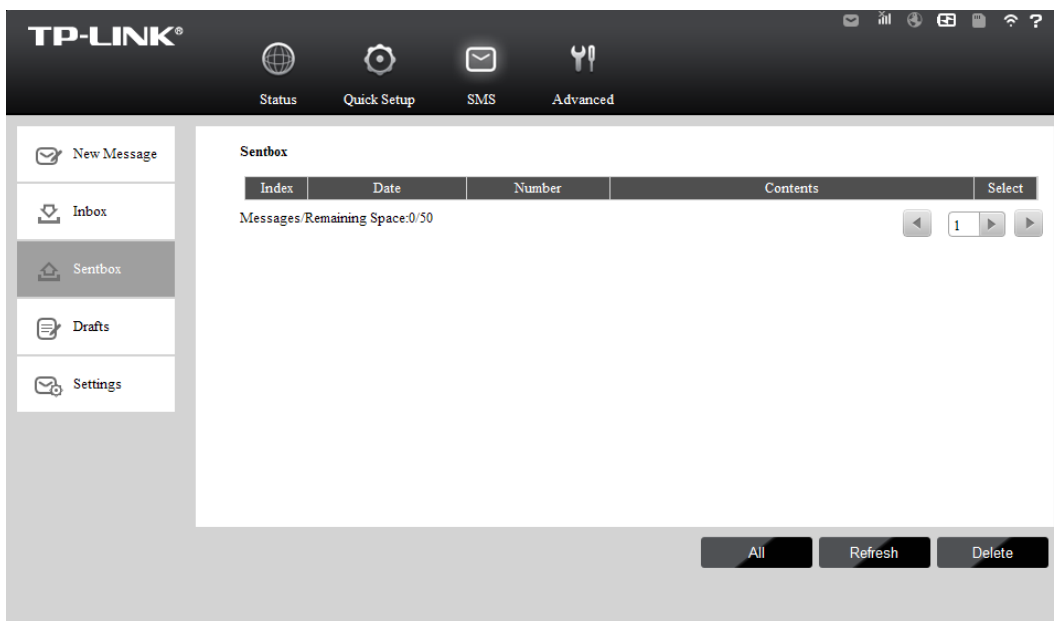 TP-LINK®
?
Status Quick Setup SMS Advanced
New Message
Inbox
Sentbox
Drafts
Settings
Sentbox
Index Date Number Contents Select
Messages/Remaining Space:0/50
1
All Refresh Delete